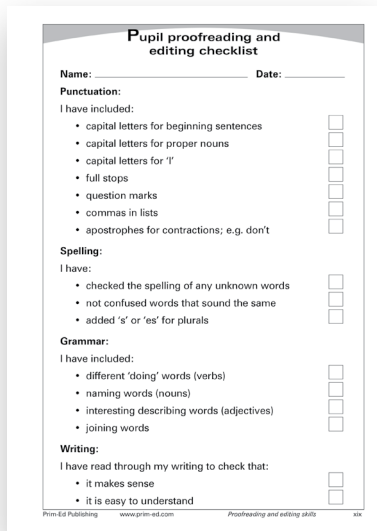 Pupil proofreading and
editing checklist
Name: Date:
Punctuation:
I have included:
• capital letters for beginning sentences
• capital letters for proper nouns
• capital letters for ‘I’
• full stops
• question marks
• commas in lists
• apostrophes for contractions; e.g. don’t
Spelling:
I have:
• checked the spelling of any unknown words
• not confused words that sound the same
• added ‘s’ or ‘es’ for plurals
Grammar:
I have included:
• different ‘doing’ words (verbs)
• naming words (nouns)
• interesting describing words (adjectives)
• joining words
Writing:
I have read through my writing to check that:
• it makes sense
• it is easy to understand
Prim-Ed Publishing www.prim-ed.com Proofreading and editing skills xix